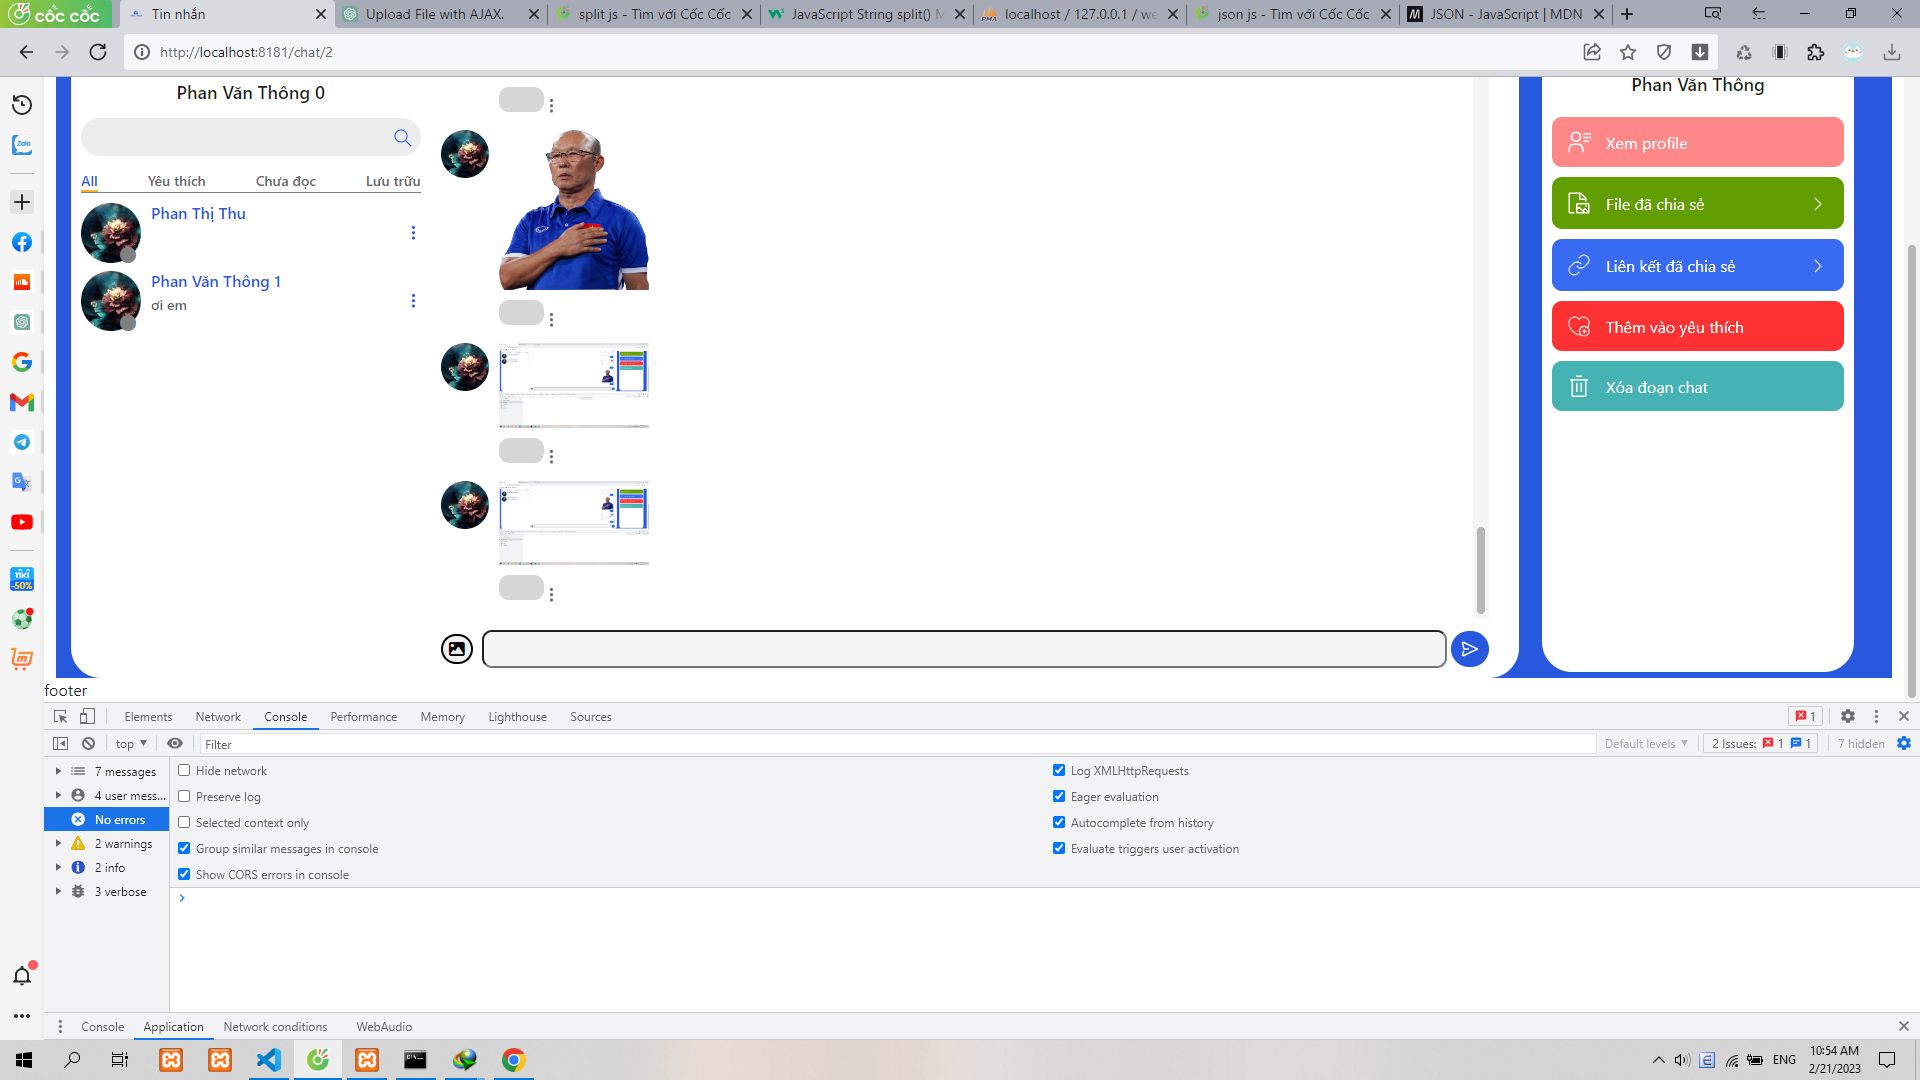 cốc cốc
Tin nhắn
Upload File with AJAX.
split js - Tìm với Cốc Cốc
JavaScript String split() M
localhost / 127.0.0.1 / we
json js - Tìm với Cốc Cốc
JSON - JavaScript | MDN
http://localhost:8181/chat/2
Zalo
TIKI
-50%
Phan Văn Thông 0
All
Yêu thích
Chưa đọc
Lưu trữu
Phan Thị Thu
Phan Văn Thông 1
ơi em
Phan Văn Thông
Xem profile
File đã chia sẻ
Liên kết đã chia sẻ
Thêm vào yêu thích
Xóa đoạn chat
footer
Elements
Network
Console
Performance
Memory
Lighthouse
Sources
1
top
Filter
Default levels
2 Issues:
1
1
7 hidden
7 messages
4 user mess...
No errors
2 warnings
2 info
3 verbose
Hide network
Preserve log
Selected context only
Group similar messages in console
Show CORS errors in console
Log XMLHttpRequests
Eager evaluation
Autocomplete from history
Evaluate triggers user activation
Console
Application
Network conditions
WebAudio
ENG
10:54 AM
2/21/2023